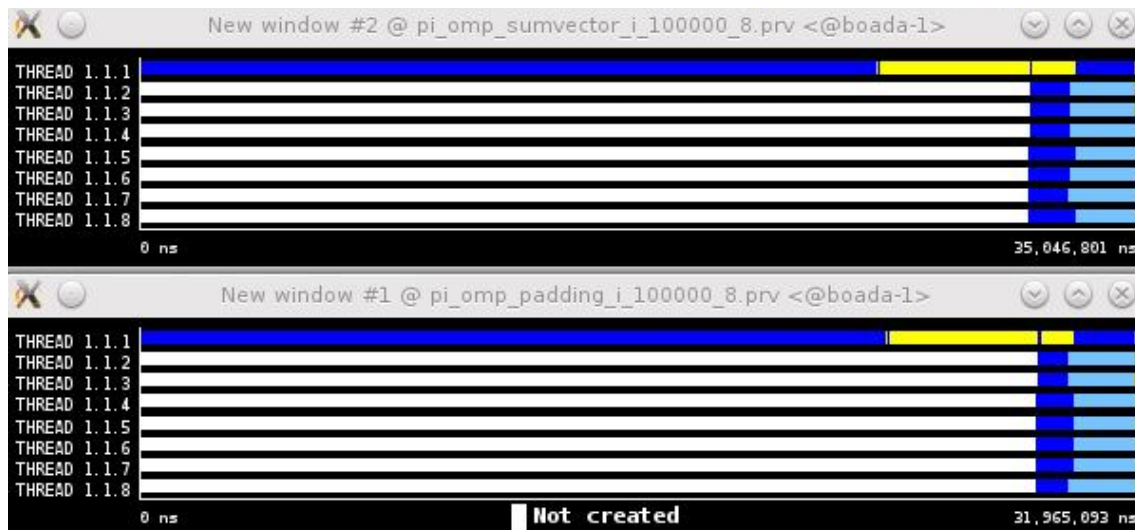 New window #2 @ pi_omp_sumvector_i_100000_8.prv <@boada-1>
THREAD 1.1.1
THREAD 1.1.2
THREAD 1.1.3
THREAD 1.1.4
THREAD 1.1.5
THREAD 1.1.6
THREAD 1.1.7
THREAD 1.1.8
0 ns 35,046,801 ns
New window #1 @ pi_omp_padding_i_100000_8.prv <@boada-1>
THREAD 1.1.1
THREAD 1.1.2
THREAD 1.1.3
THREAD 1.1.4
THREAD 1.1.5
THREAD 1.1.6
THREAD 1.1.7
THREAD 1.1.8
0 ns Not created 31,965,093 ns